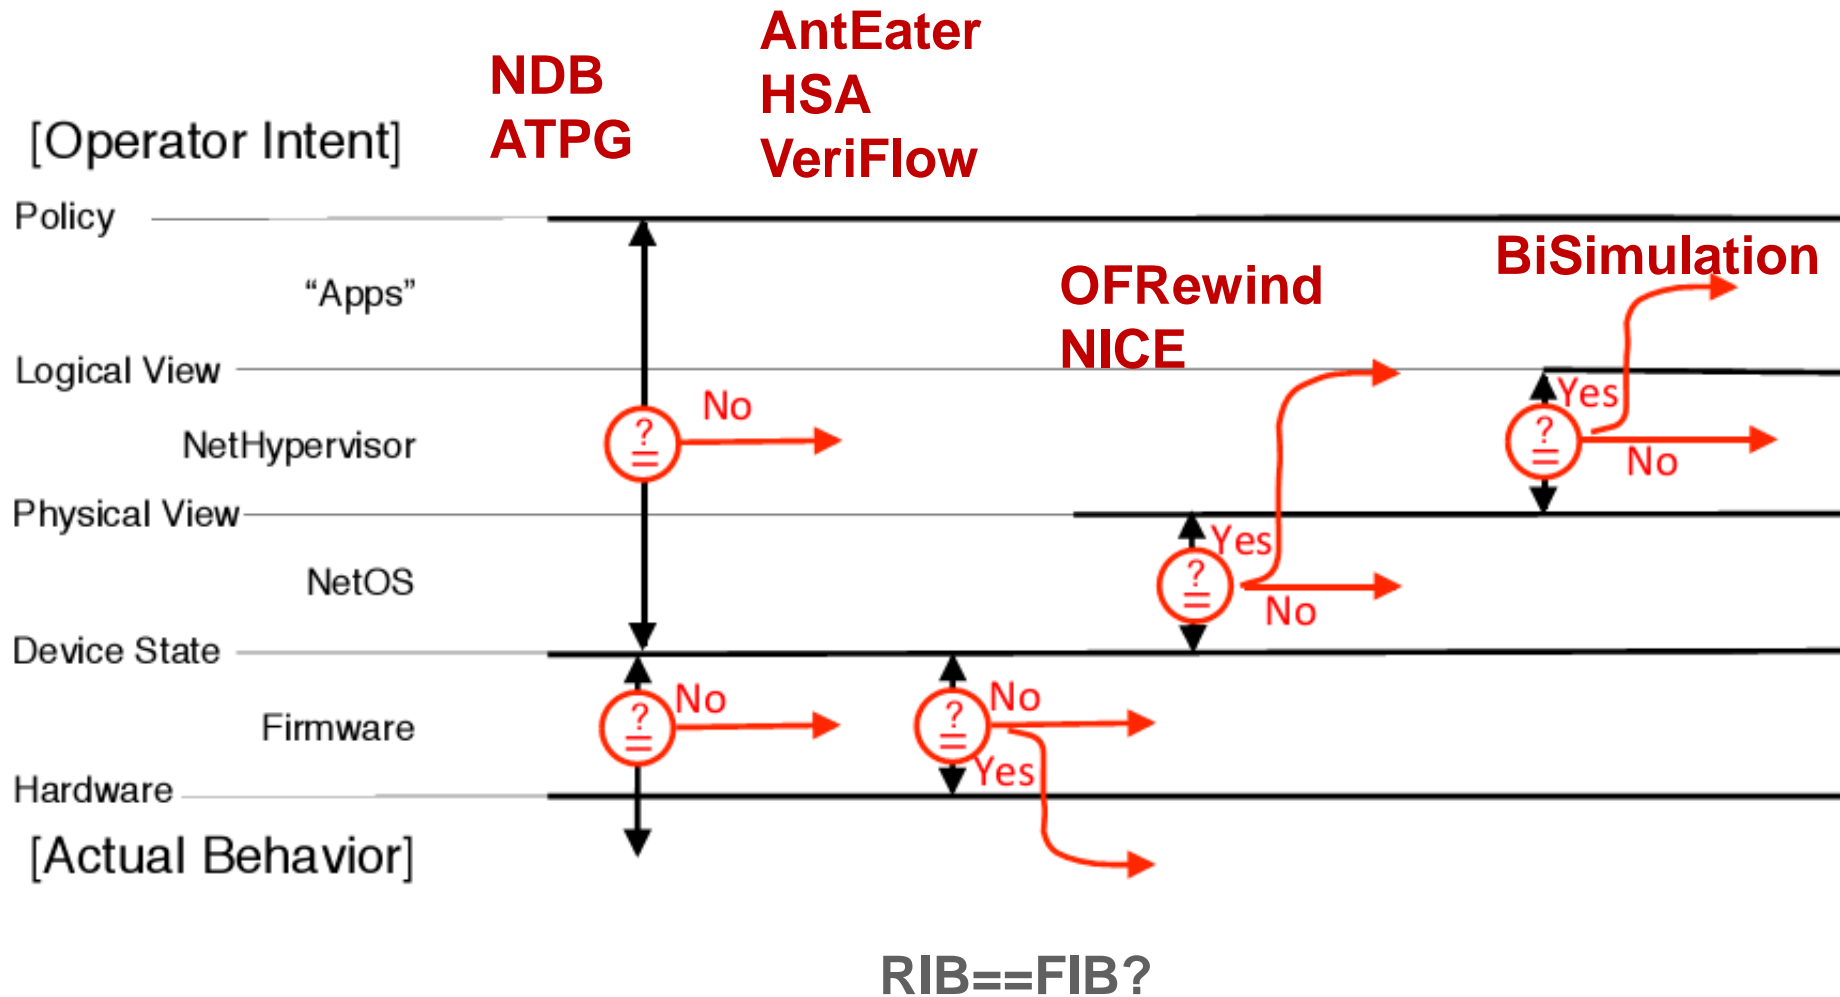 AntEater
NDB
HSA
ATPG
VeriFlow
[Operator Intent]
Policy
BiSimulation
“Apps”
OFRewind
NICE
Logical View
Yes
No
?
=
?
=
NetHypervisor
No
Physical View
Yes
?
=
NetOS
No
Device State
No
No
?
=
?
=
Firmware
Yes
Hardware
[Actual Behavior]
RIB==FIB?